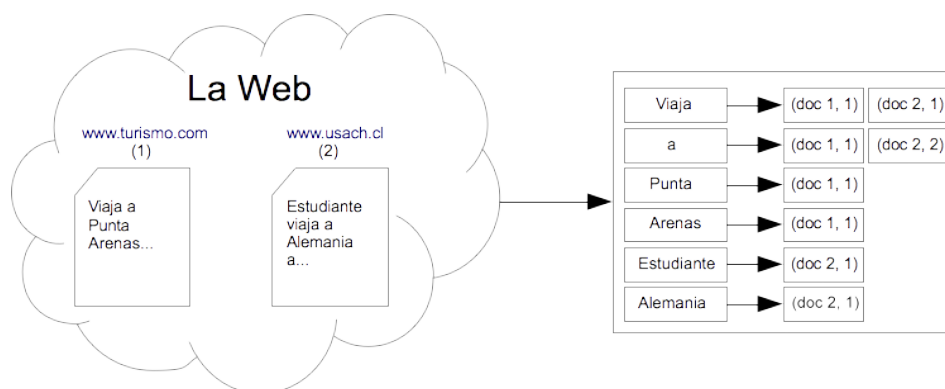 La Web
www.turismo.com
(1)
Viaja a
Punta
Arenas...
www.usach.cl
(2)
Estudiante
viaja a
Alemania
a...
Viaja (doc 1, 1) (doc 2, 1)
a (doc 1, 1) (doc 2, 2)
Punta (doc 1, 1)
Arenas (doc 1, 1)
Estudiante (doc 2, 1)
Alemania (doc 2, 1)